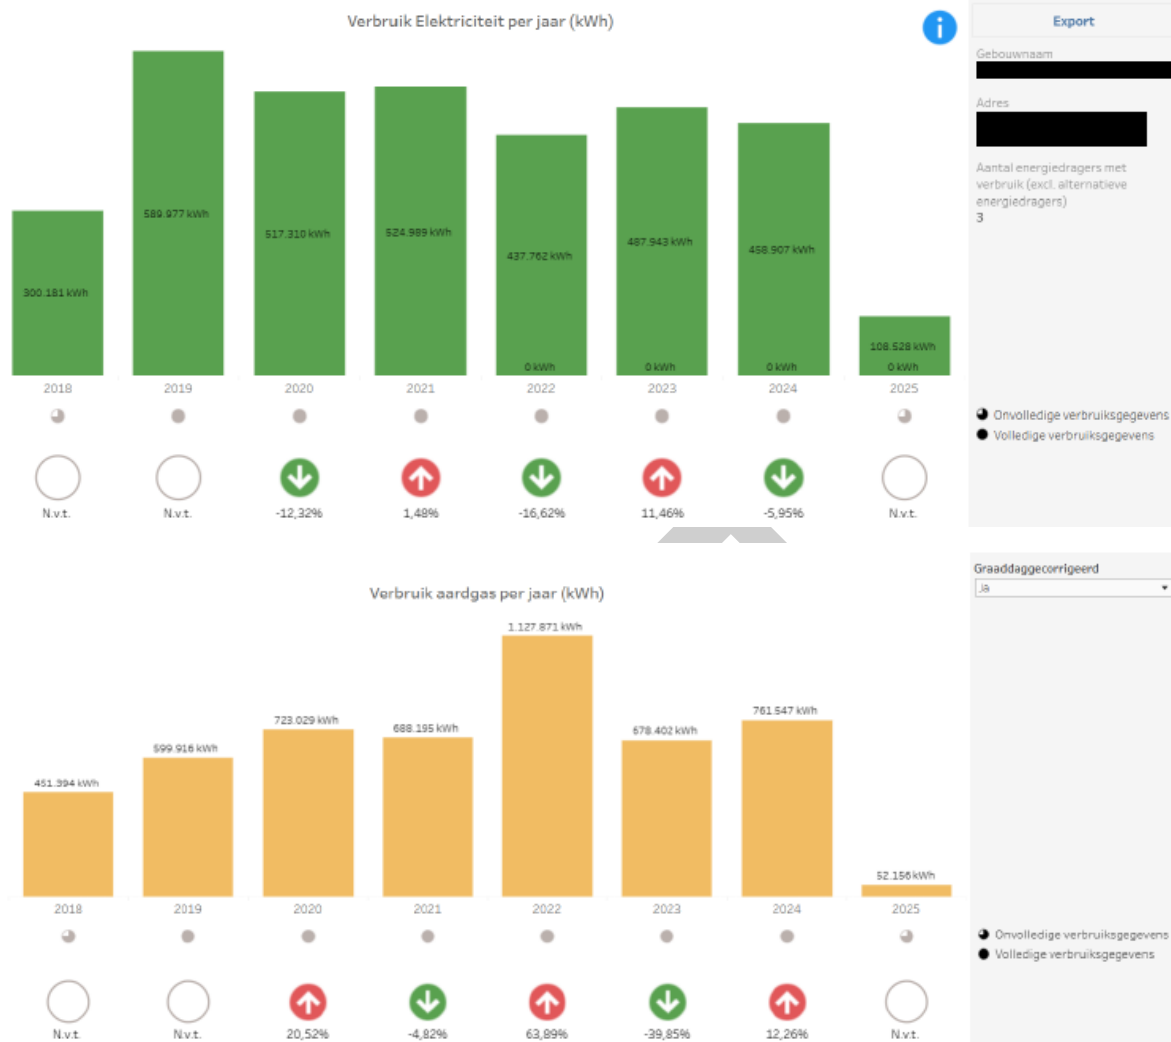 Verbruik Elektriciteit per jaar (kWh)
i
Export
Gebouwnaam
Adres
Aantal energiedragers met
verbruik (excl. alternatieve
energiedragers)
3
589.977 kWh
517.310 kWh
524.989 kWh
437.762 kWh
487.943 kWh
458.907 kWh
300.181 kWh
108.528 kWh
0 kWh
0 kWh
0 kWh
0 kWh
2018
2019
2020
2021
2022
2023
2024
2025
Onvolledige verbruiksgegevens
Volledige verbruiksgegevens
N.v.t.
N.v.t.
-12,32%
1,48%
-16,62%
11,46%
-5,95%
N.v.t.
Graaddaggecorrigeerd
Ja
Verbruik aardgas per jaar (kWh)
1.127.871 kWh
723.029 kWh
688.195 kWh
678.402 kWh
761.547 kWh
599.916 kWh
451.394 kWh
52.156 kWh
2018
2019
2020
2021
2022
2023
2024
2025
Onvolledige verbruiksgegevens
Volledige verbruiksgegevens
N.v.t.
N.v.t.
20,52%
-4,82%
63,89%
-39,85%
12,26%
N.v.t.